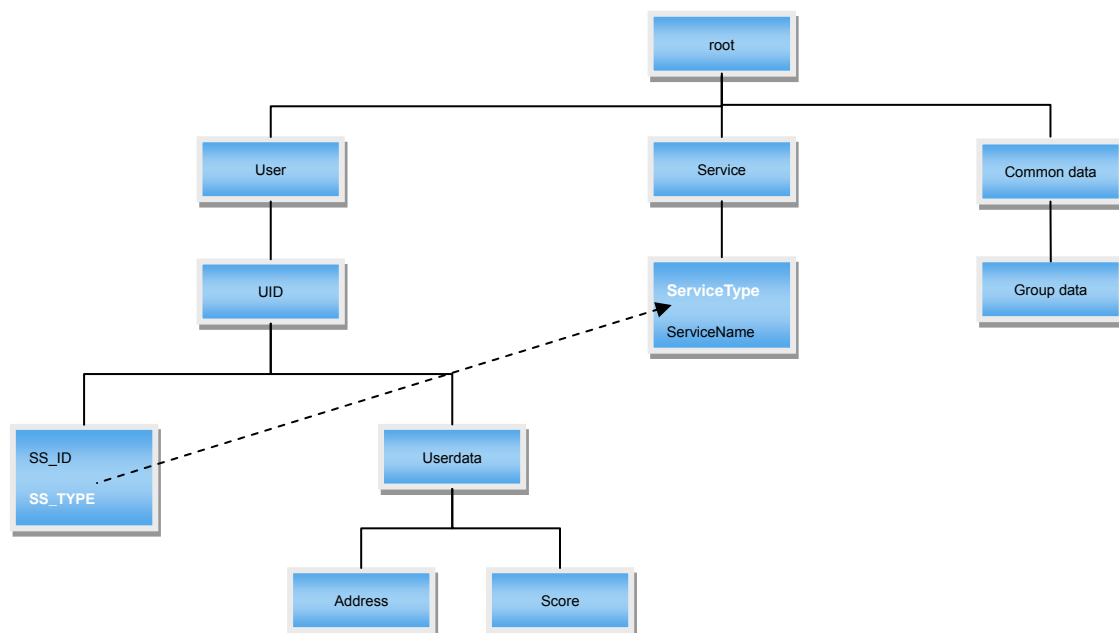 root
User
Service
Common data
UID
ServiceType
ServiceName
Group data
SS_ID
SS_TYPE
Userdata
Address
Score